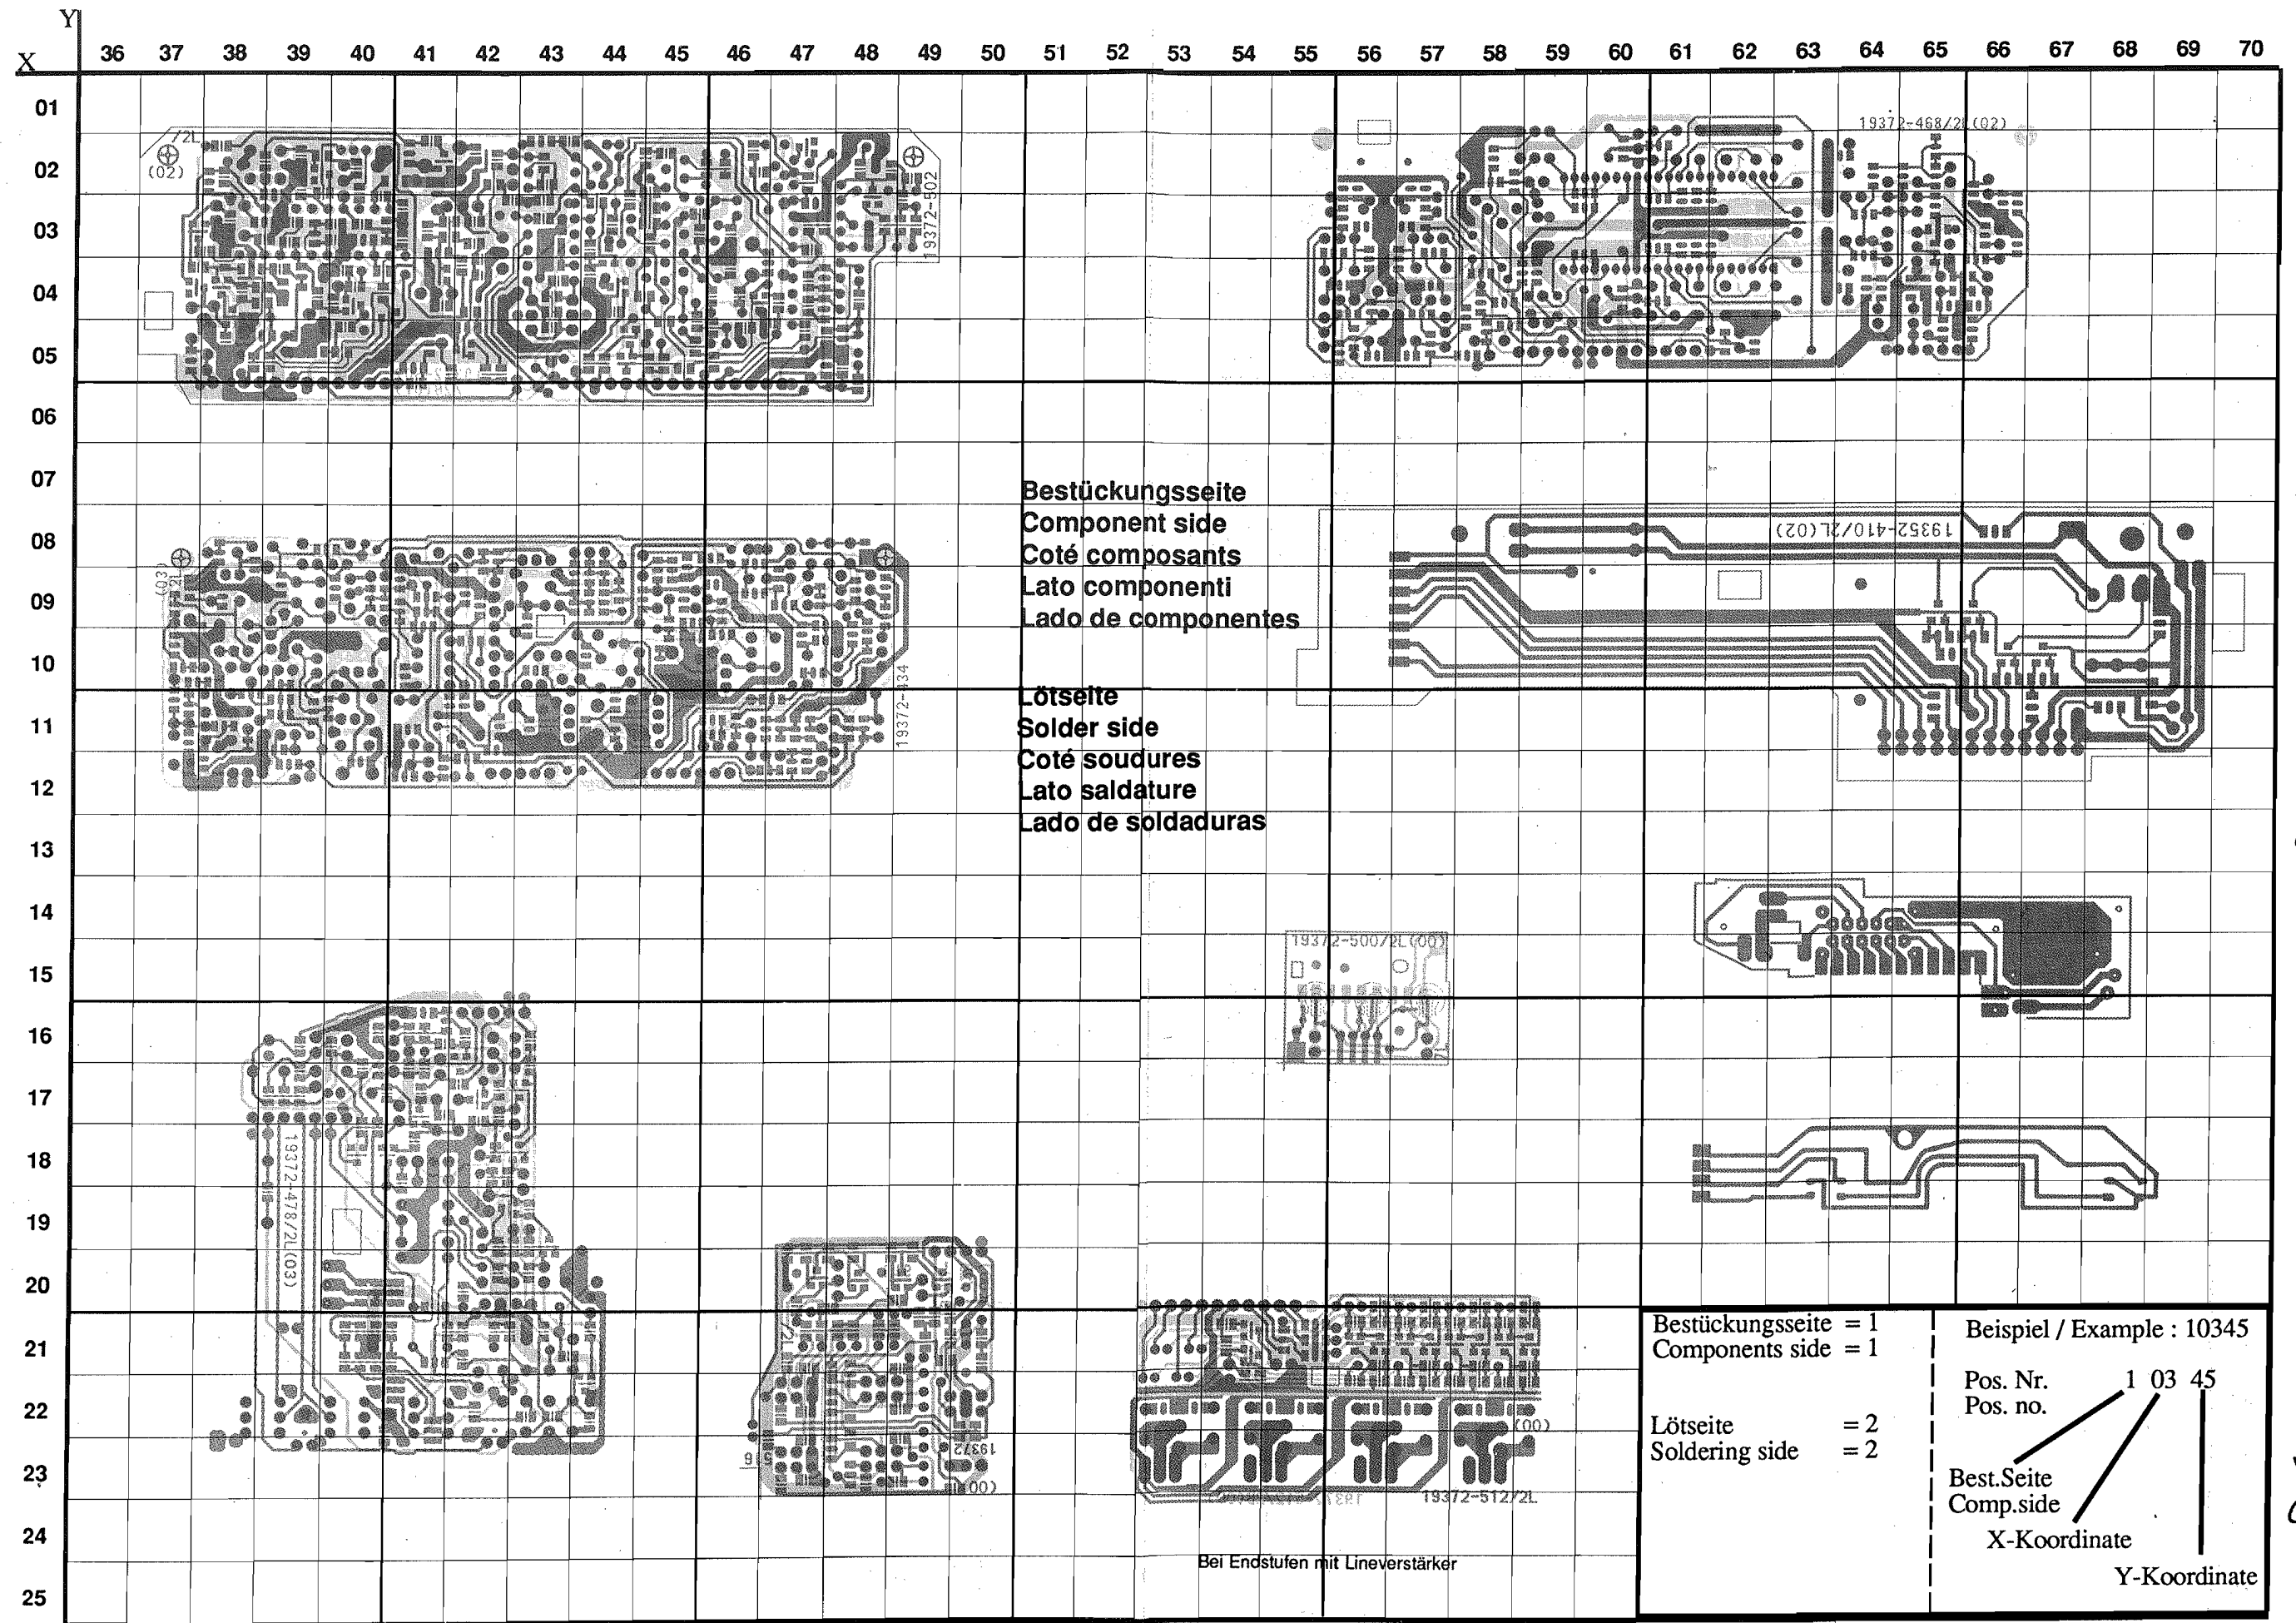 Y
X 36 37 38 39 40 41 42 43 44 45 46 47 48 49 50 51 52 53 54 55 56 57 58 59 60 61 62 63 64 65 66 67 68 69 70
01
/2L
19372-468/2L(02)
02
(02)
19372-502
03
04
05
06
07
Bestückungsseite
Component side
08
19352-410/2L(02)
Coté composants
(03)
/2L
09
Lato componenti
Lado de componentes
10
19372-434
Lötseite
11
Solder side
Coté soudures
12
Lato saldature
Lado de soldaduras
13
14
19372-500/2L(00)
15
16
17
18
19372-478/2L(03)
19
20
21
/2L
22
(00)
19372
516
23
(00)
19372-512/2L
24
Bei Endstufen mit Lineverstärker
25
Bestückungsseite = 1
Components side = 1
Lötseite = 2
Soldering side = 2
Beispiel / Example : 10345
Pos. Nr. 1 03 45
Pos. no.
Best.Seite
Comp.side
X-Koordinate
Y-Koordinate